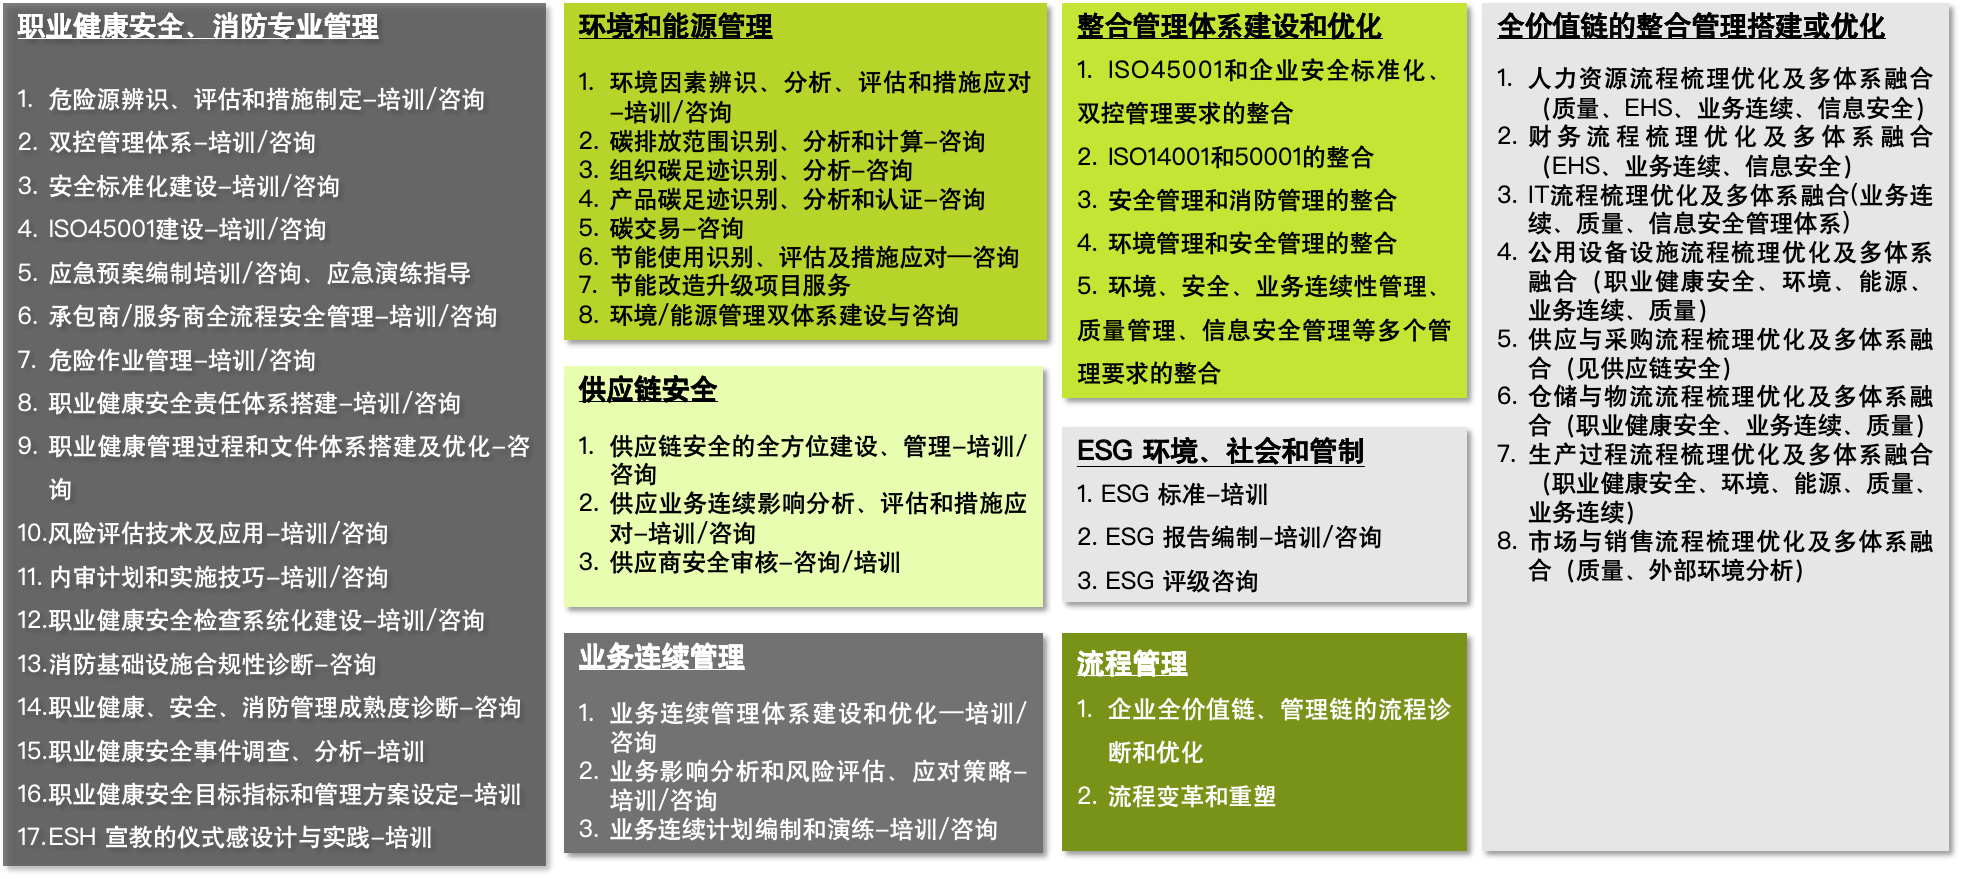 职业健康安全、消防专业管理
1. 危险源辨识、评估和措施制定-培训/咨询
2. 双控管理体系-培训/咨询
3. 安全标准化建设-培训/咨询
4. ISO45001建设-培训/咨询
5. 应急预案编制培训/咨询、应急演练指导
6. 承包商/服务商全流程安全管理-培训/咨询
7. 危险作业管理-培训/咨询
8. 职业健康安全责任体系搭建-培训/咨询
9. 职业健康管理过程和文件体系搭建及优化-咨
询
10.风险评估技术及应用-培训/咨询
11. 内审计划和实施技巧-培训/咨询
12.职业健康安全检查系统化建设-培训/咨询
13.消防基础设施合规性诊断-咨询
14.职业健康、安全、消防管理成熟度诊断-咨询
15.职业健康安全事件调查、分析-培训
16.职业健康安全目标指标和管理方案设定-培训
17.ESH 宣教的仪式感设计与实践-培训
环境和能源管理
1. 环境因素辨识、分析、评估和措施应对
-培训/咨询
2. 碳排放范围识别、分析和计算-咨询
3. 组织碳足迹识别、分析-咨询
4. 产品碳足迹识别、分析和认证-咨询
5. 碳交易-咨询
6. 节能使用识别、评估及措施应对—咨询
7. 节能改造升级项目服务
8. 环境/能源管理双体系建设与咨询
供应链安全
1. 供应链安全的全方位建设、管理-培训/
咨询
2. 供应业务连续影响分析、评估和措施应
对-培训/咨询
3. 供应商安全审核-咨询/培训
业务连续管理
1. 业务连续管理体系建设和优化—培训/
咨询
2. 业务影响分析和风险评估、应对策略-
培训/咨询
3. 业务连续计划编制和演练-培训/咨询
整合管理体系建设和优化
1. ISO45001和企业安全标准化、
双控管理要求的整合
2. ISO14001和50001的整合
3. 安全管理和消防管理的整合
4. 环境管理和安全管理的整合
5. 环境、安全、业务连续性管理、
质量管理、信息安全管理等多个管
理要求的整合
ESG 环境、社会和管制
1. ESG 标准-培训
2. ESG 报告编制-培训/咨询
3. ESG 评级咨询
流程管理
1. 企业全价值链、管理链的流程诊
断和优化
2. 流程变革和重塑
全价值链的整合管理搭建或优化
1. 人力资源流程梳理优化及多体系融合
（质量、EHS、业务连续、信息安全）
2. 财务流程梳理优化及多体系融合
（EHS、业务连续、信息安全）
3. IT流程梳理优化及多体系融合(业务连
续、质量、信息安全管理体系）
4. 公用设备设施流程梳理优化及多体系
融合（职业健康安全、环境、能源、
业务连续、质量）
5. 供应与采购流程梳理优化及多体系融
合（见供应链安全）
6. 仓储与物流流程梳理优化及多体系融
合（职业健康安全、业务连续、质量）
7. 生产过程流程梳理优化及多体系融合
（职业健康安全、环境、能源、质量、
业务连续）
8. 市场与销售流程梳理优化及多体系融
合（质量、外部环境分析）